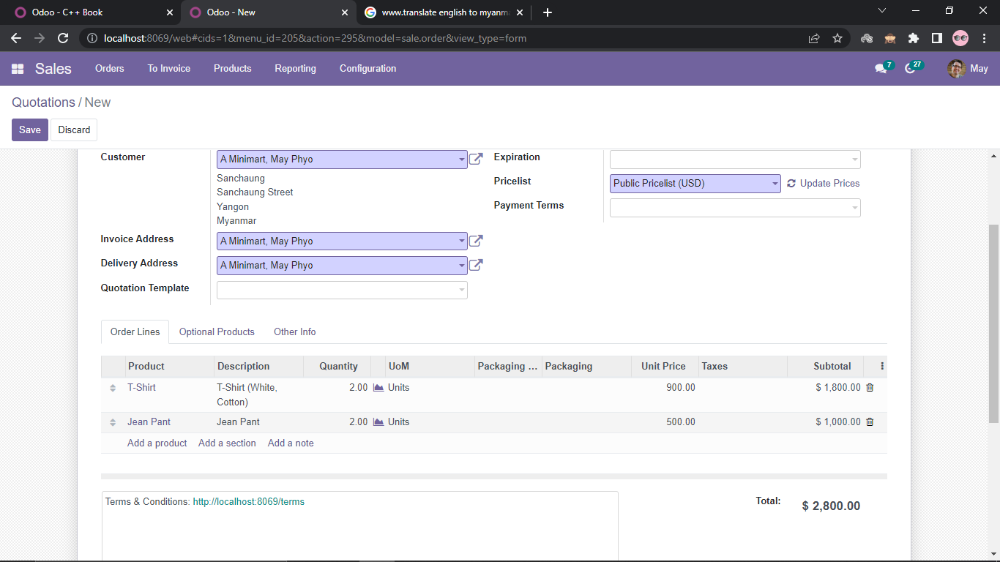 Odoo - C++ Book
Odoo - New
www.translate english to myanma
localhost:8069/web#cids=1&menu_id=205&action=295&model=sale.order&view_type=form
Sales
Orders
To Invoice
Products
Reporting
Configuration
7
27
May
Quotations / New
Save
Discard
Customer
A Minimart, May Phyo
Sanchaung
Sanchaung Street
Yangon
Myanmar
Invoice Address
A Minimart, May Phyo
Delivery Address
A Minimart, May Phyo
Quotation Template
Expiration
Pricelist
Public Pricelist (USD)
Update Prices
Payment Terms
Order Lines
Optional Products
Other Info
Product Description Quantity UoM Packaging ... Packaging Unit Price Taxes Subtotal
T-Shirt T-Shirt (White, 2.00 Units 900.00 $ 1,800.00
Cotton)
Jean Pant Jean Pant 2.00 Units 500.00 $ 1,000.00
Add a product Add a section Add a note
Terms & Conditions: http://localhost:8069/terms
Total: $ 2,800.00